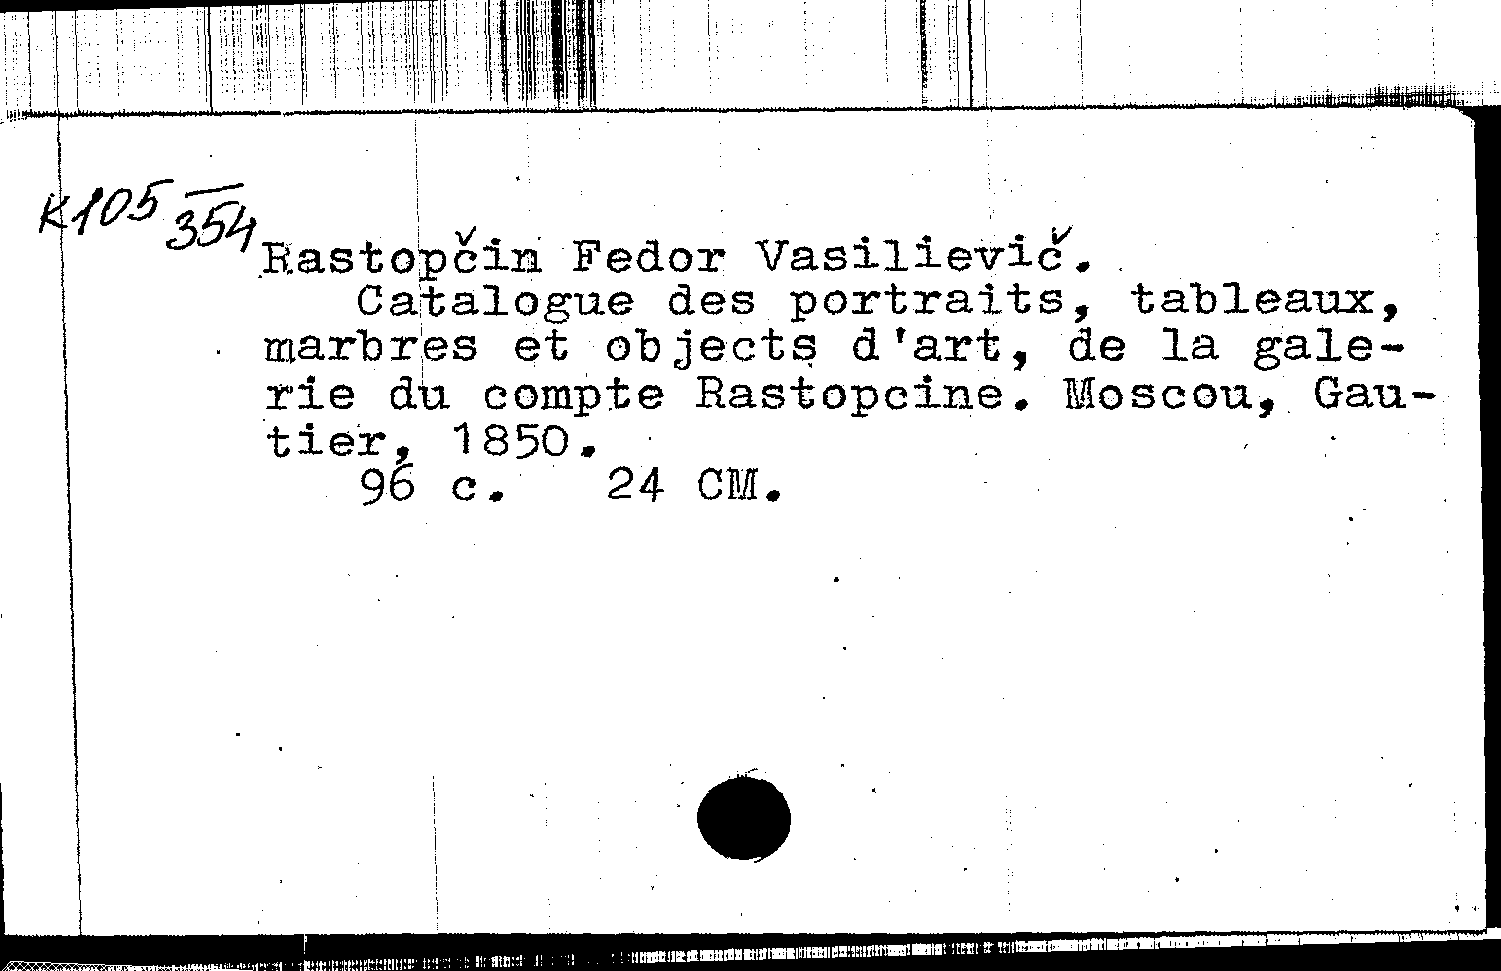 K105 354
Rastopčin Fedor Vasilievič.
Catalogue des portraits, tableaux,
marbres et objects d'art, de la gale-
rie du compte Rastopcine. Moscou, Gau-
tier, 1850.
96 c. 24 CM.